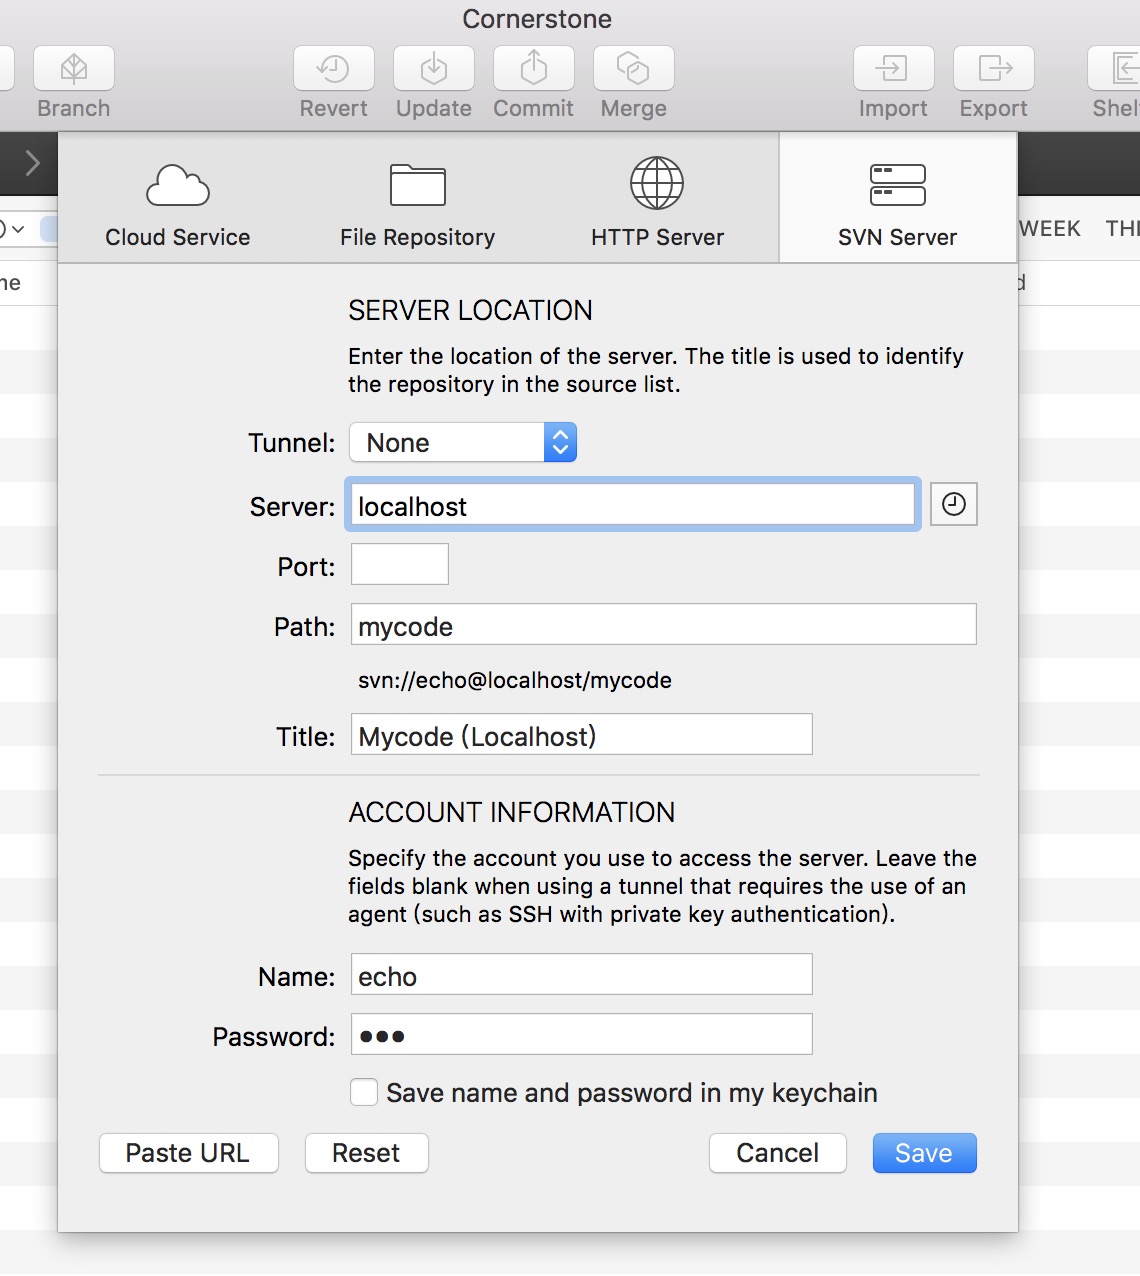 Cornerstone
Branch
Revert
Update
Commit
Merge
Import
Export
Cloud Service
File Repository
HTTP Server
SVN Server
WEEK
SERVER LOCATION
Enter the location of the server. The title is used to identify
the repository in the source list.
Tunnel: None
Server: localhost
Port:
Path: mycode
svn://echo@localhost/mycode
Title: Mycode (Localhost)
ACCOUNT INFORMATION
Specify the account you use to access the server. Leave the
fields blank when using a tunnel that requires the use of an
agent (such as SSH with private key authentication).
Name: echo
Password: ●●●
Save name and password in my keychain
Paste URL
Reset
Cancel
Save